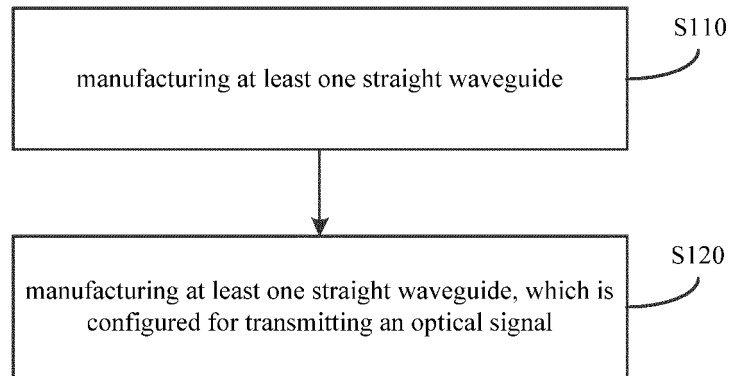 S110
manufacturing at least one straight waveguide
S120
manufacturing at least one straight waveguide, which is
configured for transmitting an optical signal